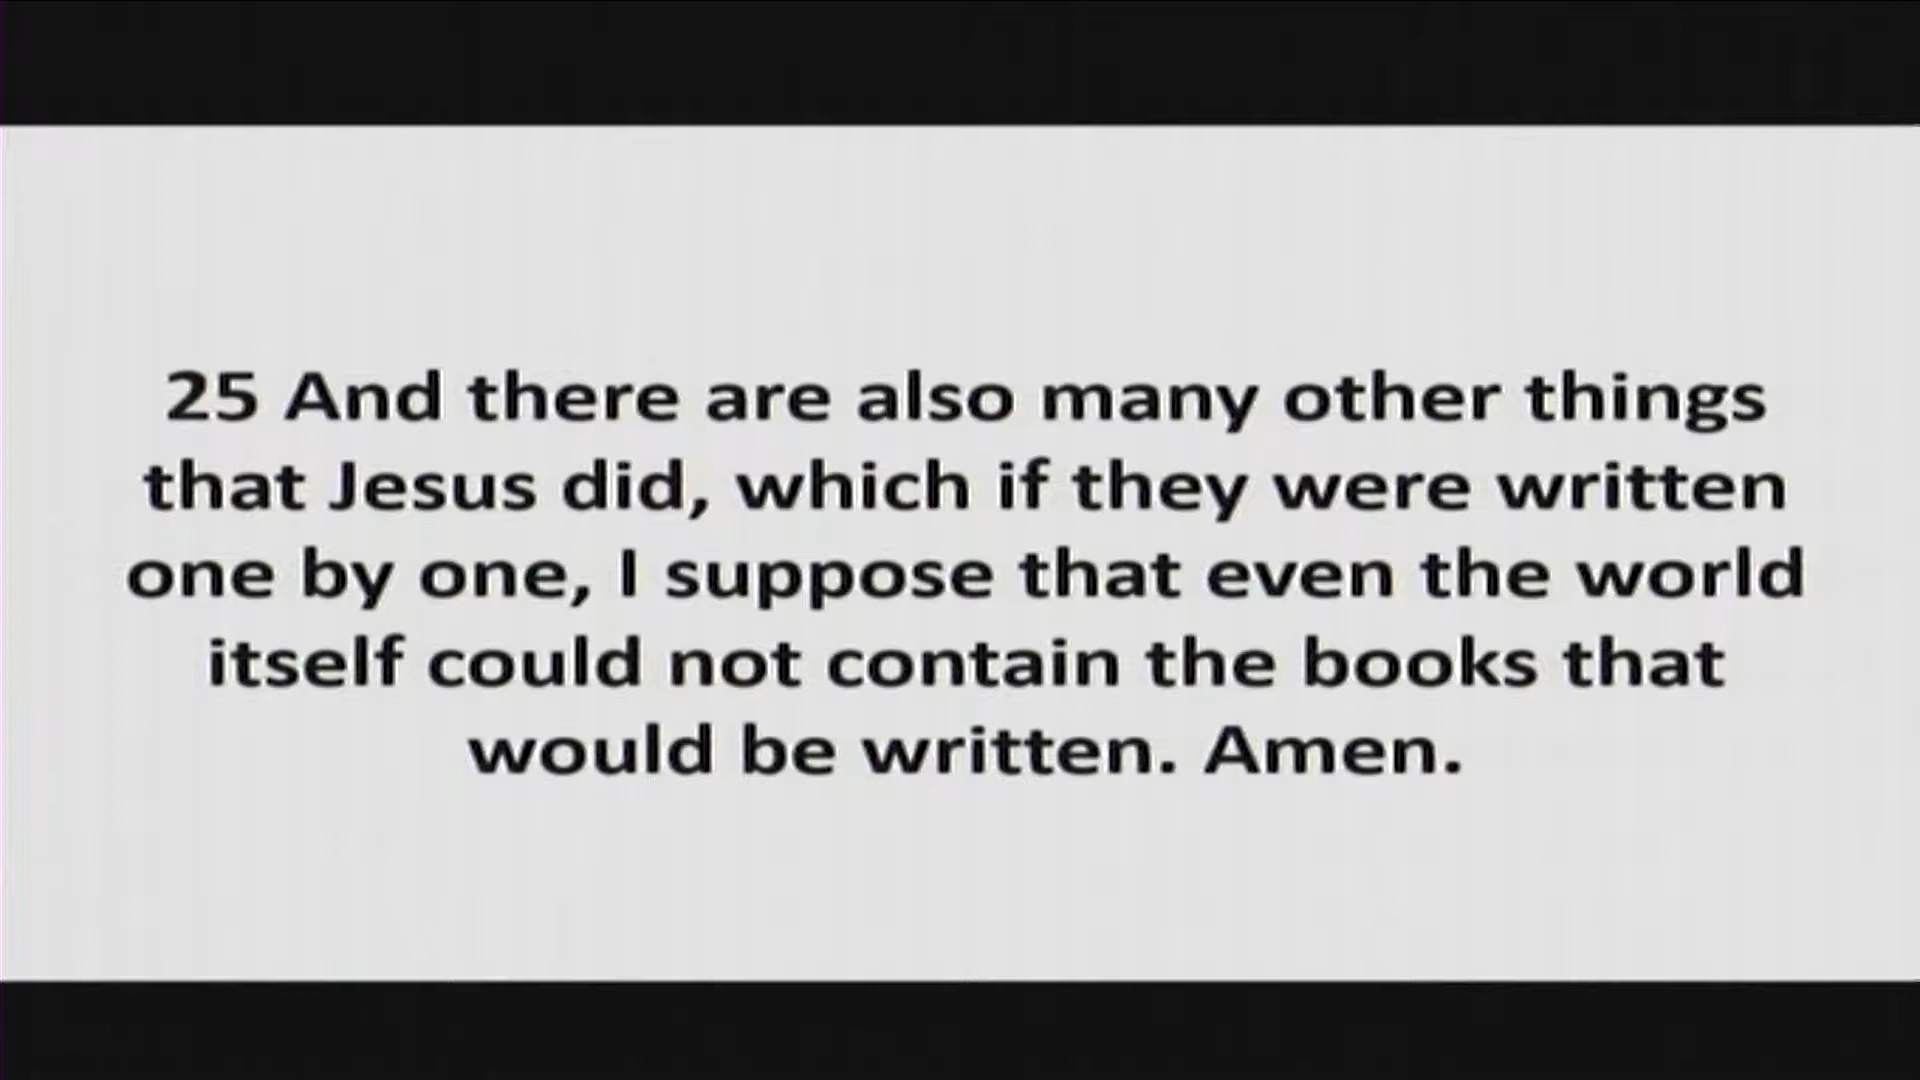 25 And there are also many other things
that Jesus did, which if they were written
one by one, I suppose that even the world
itself could not contain the books that
would be written. Amen.